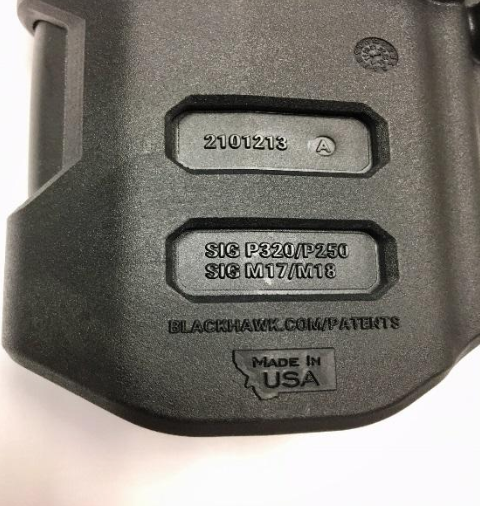 2101213 A
SIG P320/P250
SIG M17/M18
BLACKHAWK.COM/PATENTS
MADE IN
USA